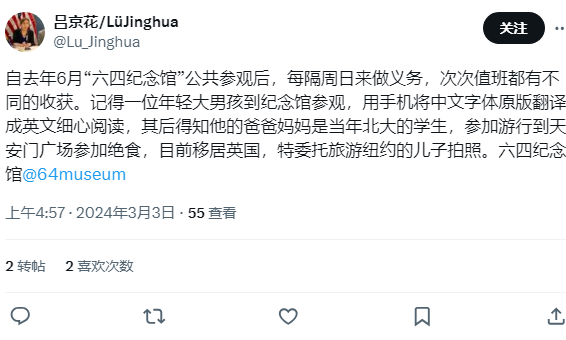 吕京花/LüJinghua
@Lu_Jinghua
关注
自去年6月“六四纪念馆”公共参观后，每隔周日来做义务，次次值班都有不
同的收获。记得一位年轻大男孩到纪念馆参观，用手机将中文字体原版翻译
成英文细心阅读，其后得知他的爸爸妈妈是当年北大的学生，参加游行到天
安门广场参加绝食，目前移居英国，特委托旅游纽约的儿子拍照。六四纪念
馆@64museum
上午4:57 · 2024年3月3日 · 55 查看
2 转帖 2 喜欢次数